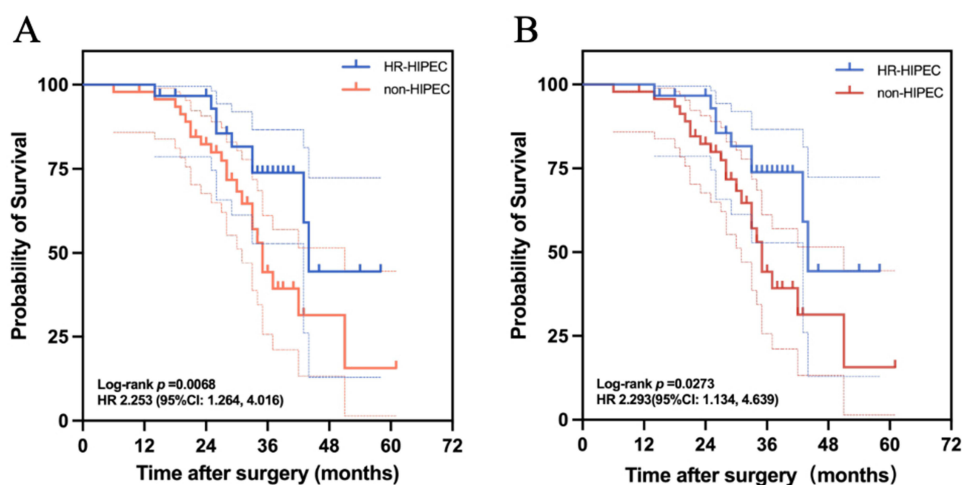 A
HR-HIPEC
non-HIPEC
100
75
50
25
0
Probability of Survival
Log-rank p =0.0068
HR 2.253 (95%CI: 1.264, 4.016)
0 12 24 36 48 60 72
Time after surgery (months)
B
HR-HIPEC
non-HIPEC
100
75
50
25
0
Probability of Survival
Log-rank p =0.0273
HR 2.293(95%CI: 1.134, 4.639)
0 12 24 36 48 60 72
Time after surgery（months）